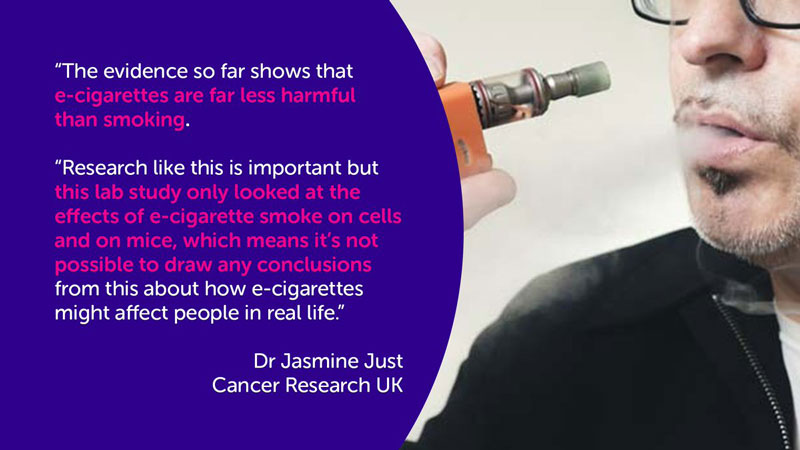 “The evidence so far shows that
e-cigarettes are far less harmful
than smoking.
“Research like this is important but
this lab study only looked at the
effects of e-cigarette smoke on cells
and on mice, which means it’s not
possible to draw any conclusions
from this about how e-cigarettes
might affect people in real life.”
Dr Jasmine Just
Cancer Research UK